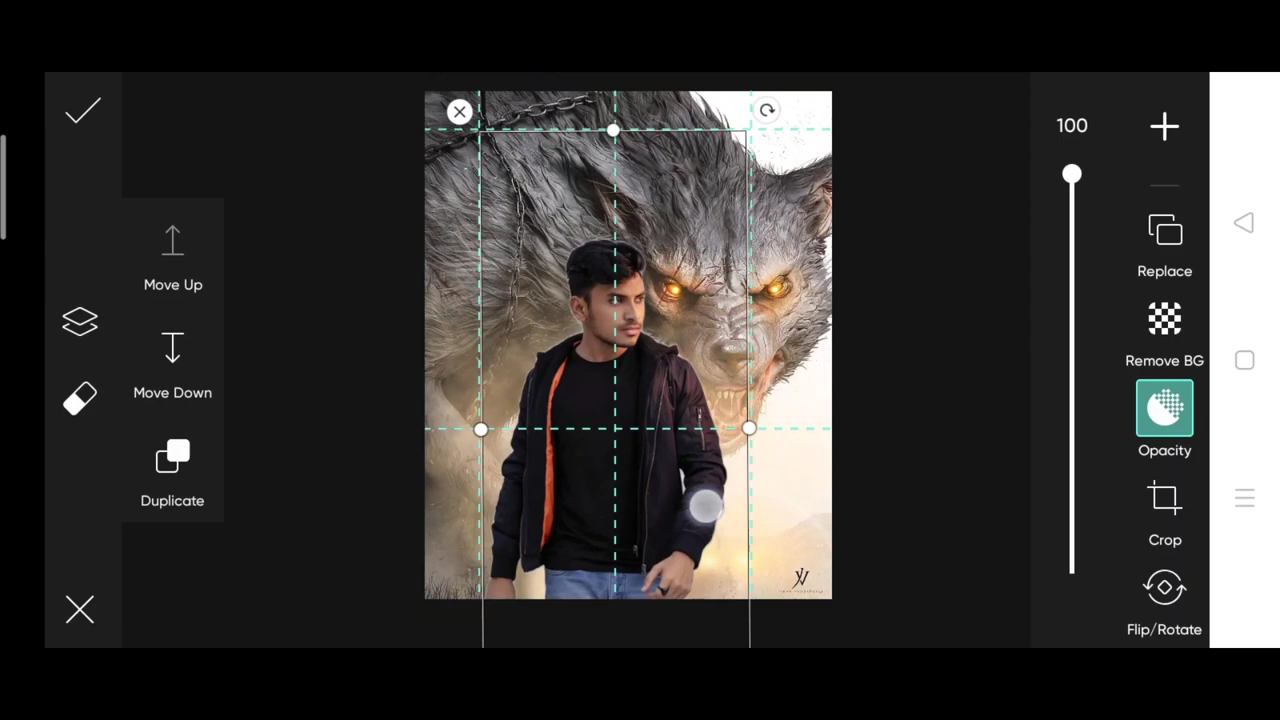 Move Up
Move Down
Duplicate
100
Replace
Remove BG
Opacity
Crop
Flip/Rotate